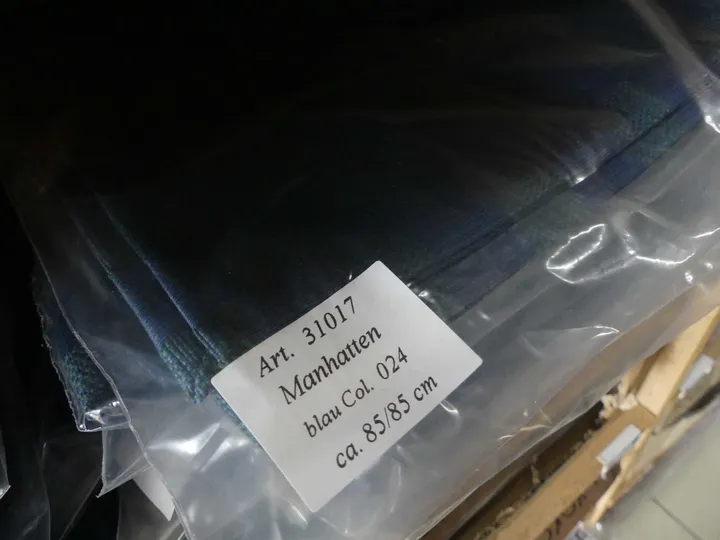 Art. 31017
Manhatten
blau Col. 024
ca. 85/85 cm